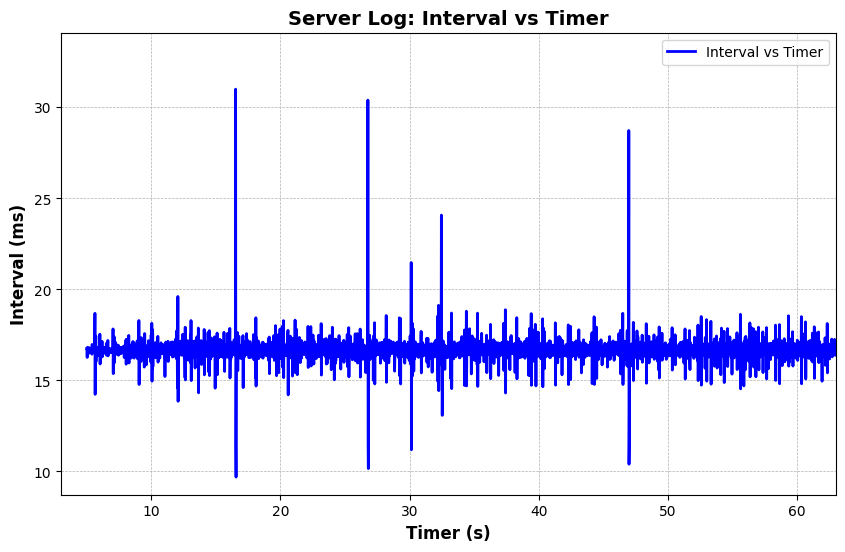 Server Log: Interval vs Timer
Interval vs Timer
Interval (ms)
30
25
20
15
10
10 20 30 40 50 60
Timer (s)